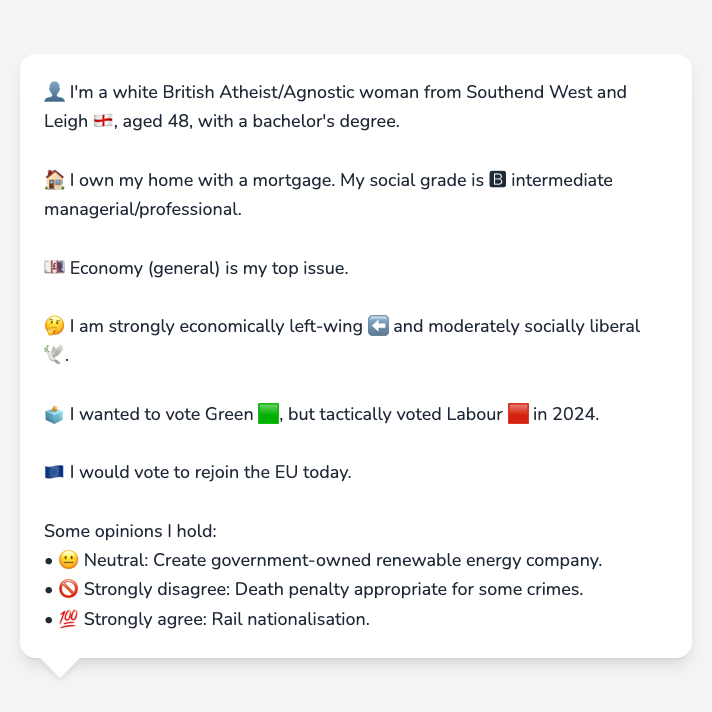 👤 I'm a white British Atheist/Agnostic woman from Southend West and
Leigh 🏴󠁧󠁢󠁥󠁮󠁧󠁿, aged 48, with a bachelor's degree.
🏠 I own my home with a mortgage. My social grade is 🅱 intermediate
managerial/professional.
💷 Economy (general) is my top issue.
🤔 I am strongly economically left-wing ⬅️ and moderately socially liberal
🕊️.
🗳️ I wanted to vote Green 🟩, but tactically voted Labour 🟥 in 2024.
🇪🇺 I would vote to rejoin the EU today.
Some opinions I hold:
• 😐 Neutral: Create government-owned renewable energy company.
• 🚫 Strongly disagree: Death penalty appropriate for some crimes.
• 💯 Strongly agree: Rail nationalisation.